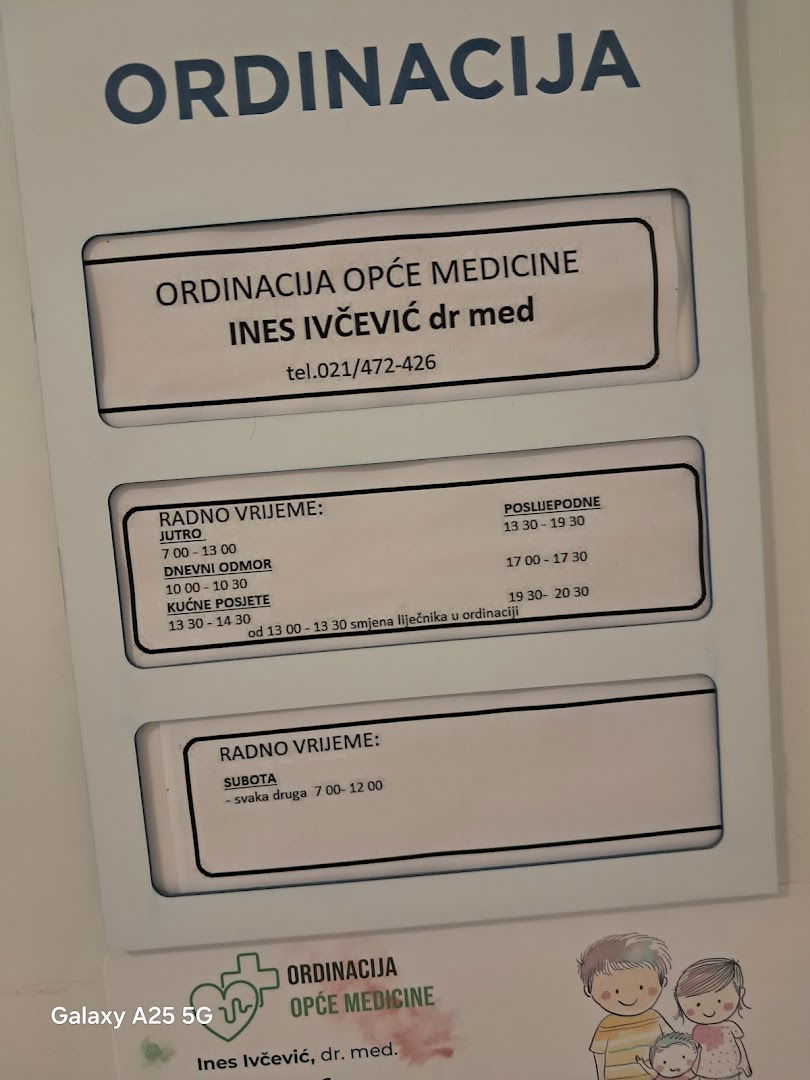 ORDINACIJA
ORDINACIJA OPĆE MEDICINE
INES IVČEVIĆ dr med
tel.021/472-426
RADNO VRIJEME:
JUTRO POSLIJEPODNE
7 00 - 13 00 13 30 - 19 30
DNEVNI ODMOR
10 00 - 10 30 17 00 - 17 30
KUĆNE POSJETE
13 30 - 14 30 19 30- 20 30
od 13 00 - 13 30 smjena liječnika u ordinaciji
RADNO VRIJEME:
SUBOTA
- svaka druga 7 00- 12 00
ORDINACIJA
OPĆE MEDICINE
Galaxy A25 5G
Ines Ivčević, dr. med.